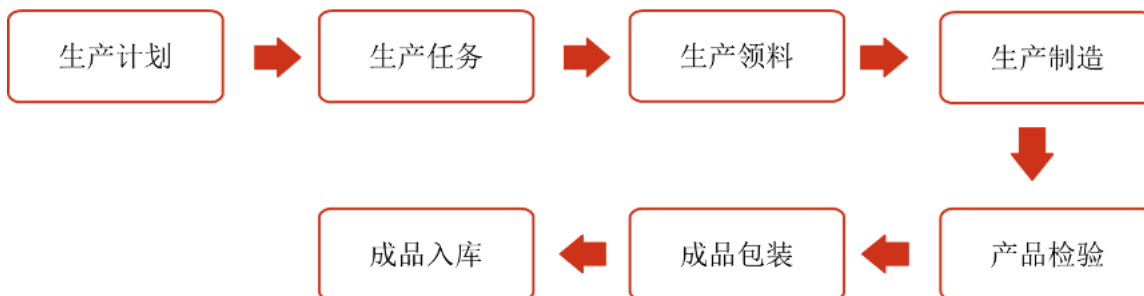 生产计划
生产任务
生产领料
生产制造
产品检验
成品包装
成品入库